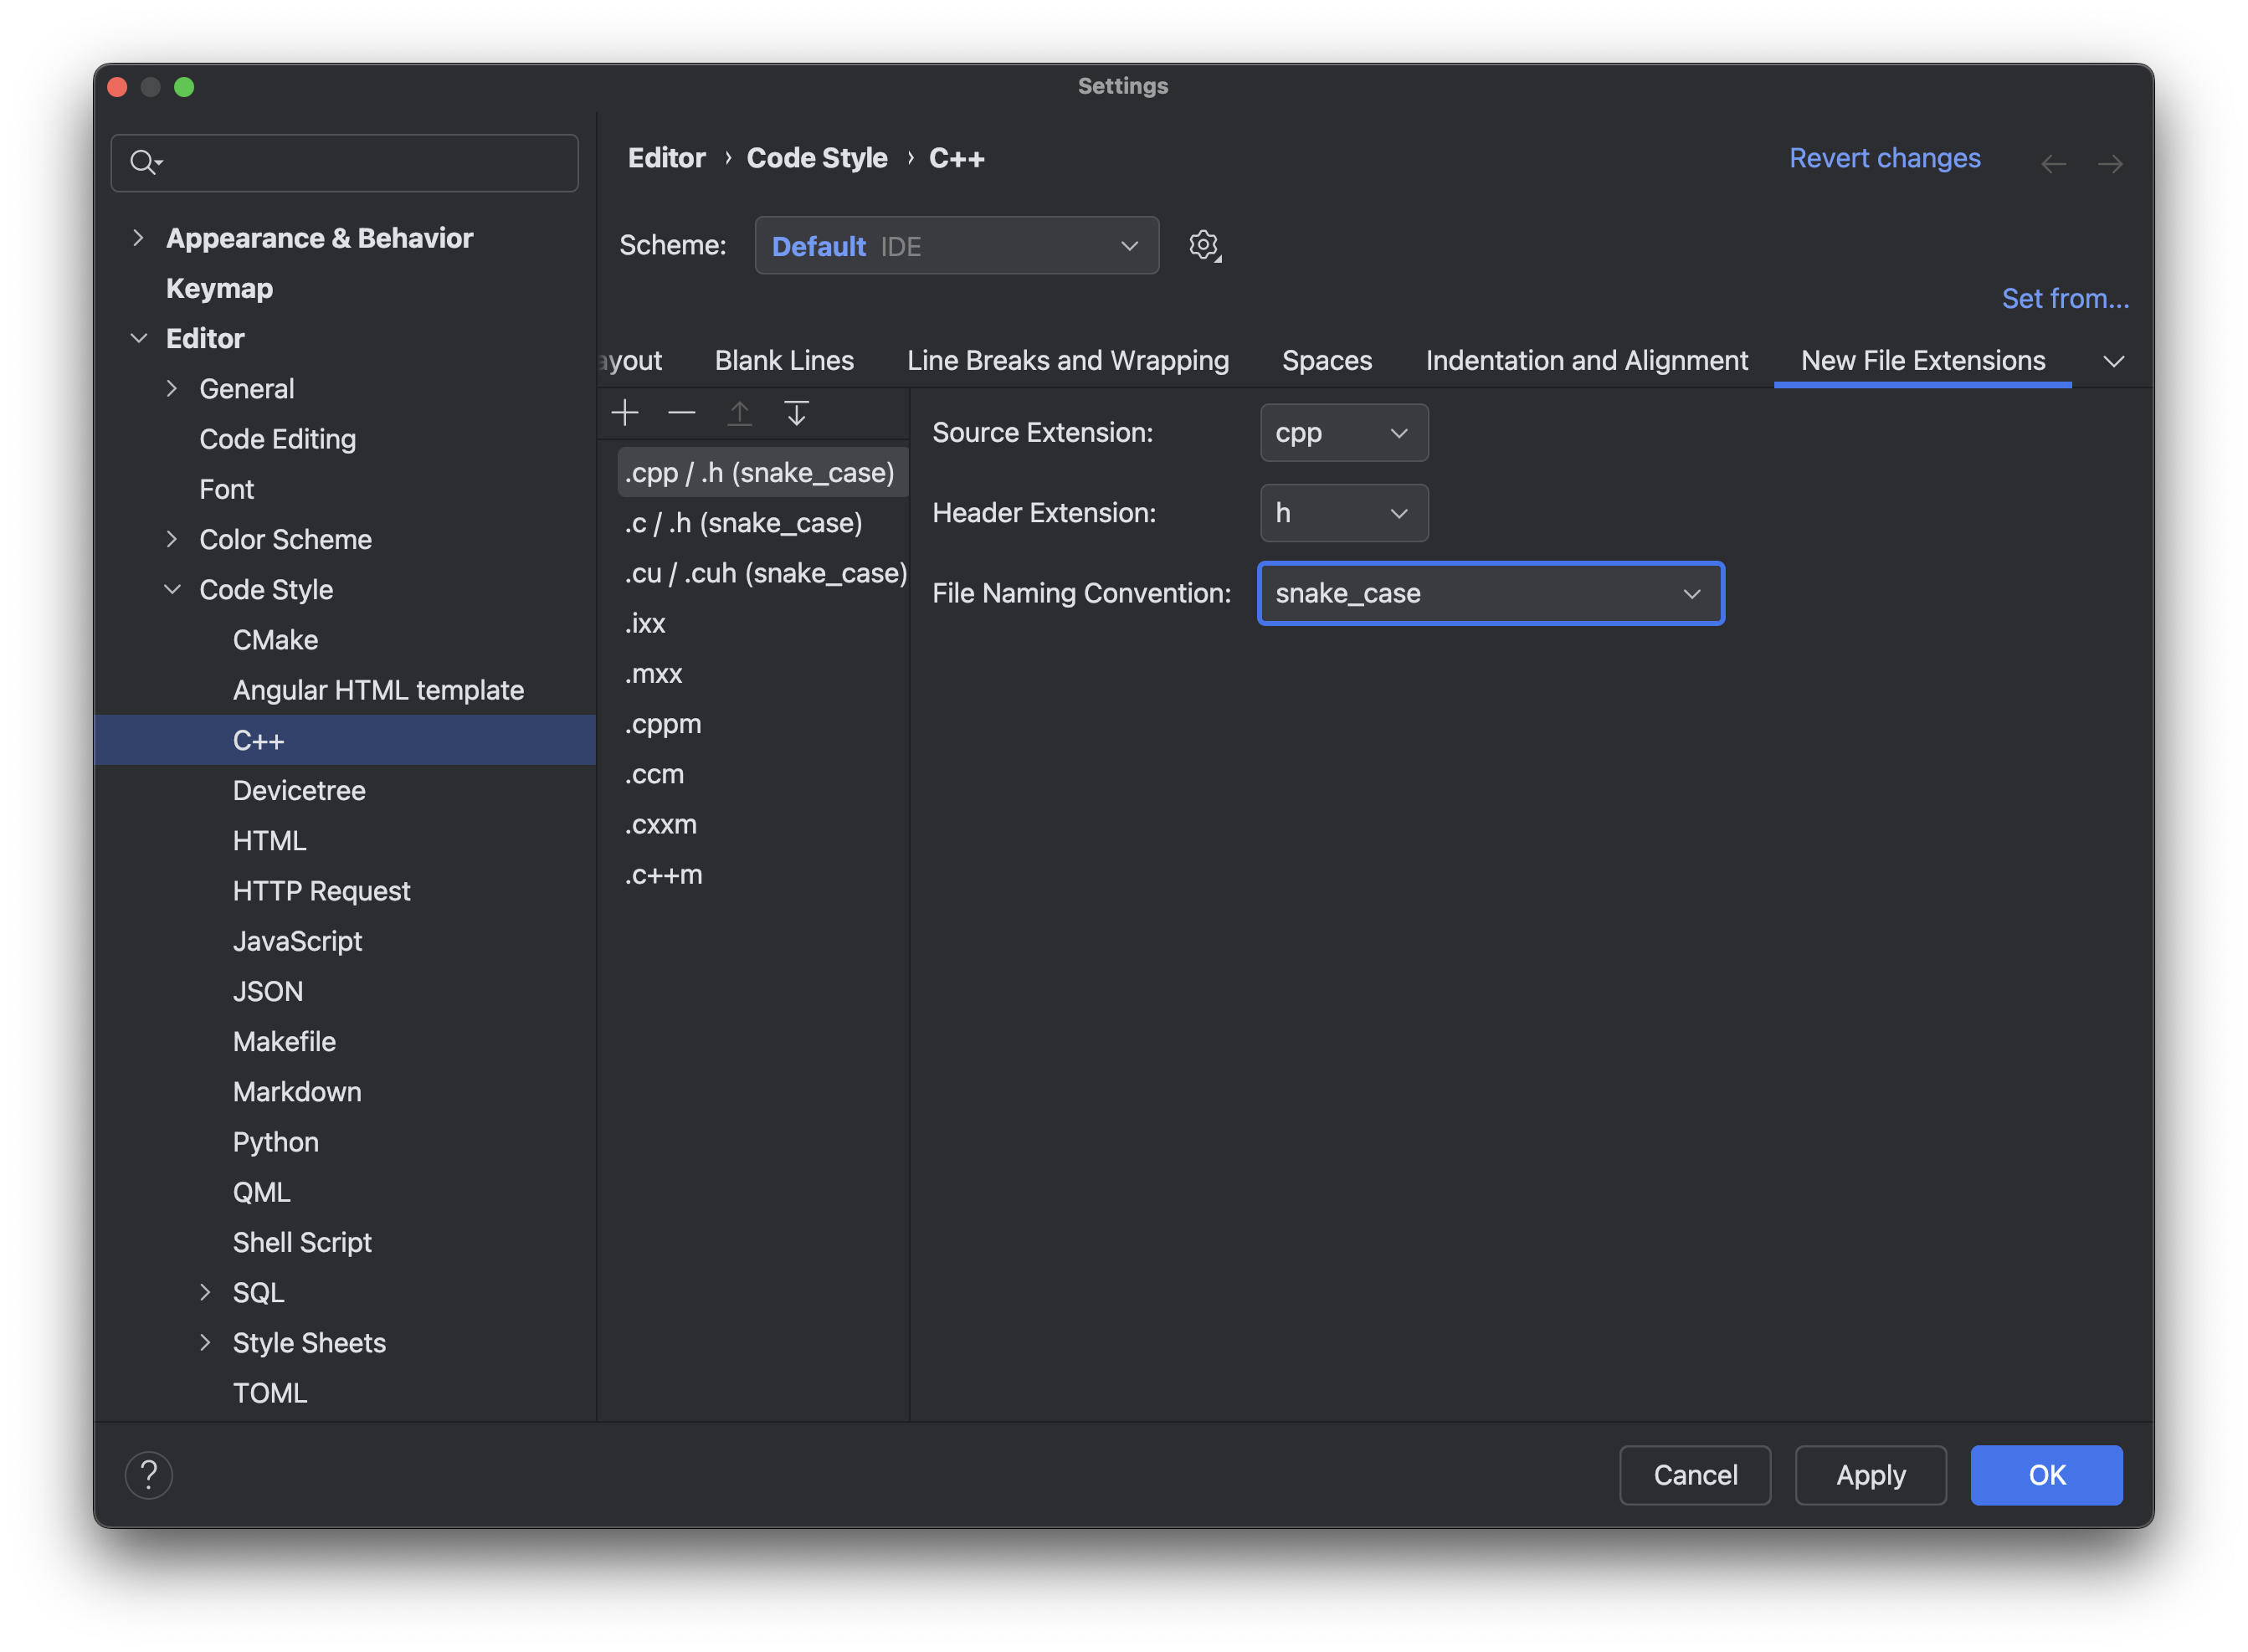 Settings
Appearance & Behavior
Keymap
Editor
General
Code Editing
Font
Color Scheme
Code Style
CMake
Angular HTML template
C++
Devicetree
HTML
HTTP Request
JavaScript
JSON
Makefile
Markdown
Python
QML
Shell Script
SQL
Style Sheets
TOML
Editor › Code Style › C++
Revert changes
Scheme: Default IDE
Set from...
ayout Blank Lines Line Breaks and Wrapping Spaces Indentation and Alignment New File Extensions
.cpp / .h (snake_case)
.c / .h (snake_case)
.cu / .cuh (snake_case)
.ixx
.mxx
.cppm
.ccm
.cxxm
.c++m
Source Extension: cpp
Header Extension: h
File Naming Convention: snake_case
?
Cancel Apply OK